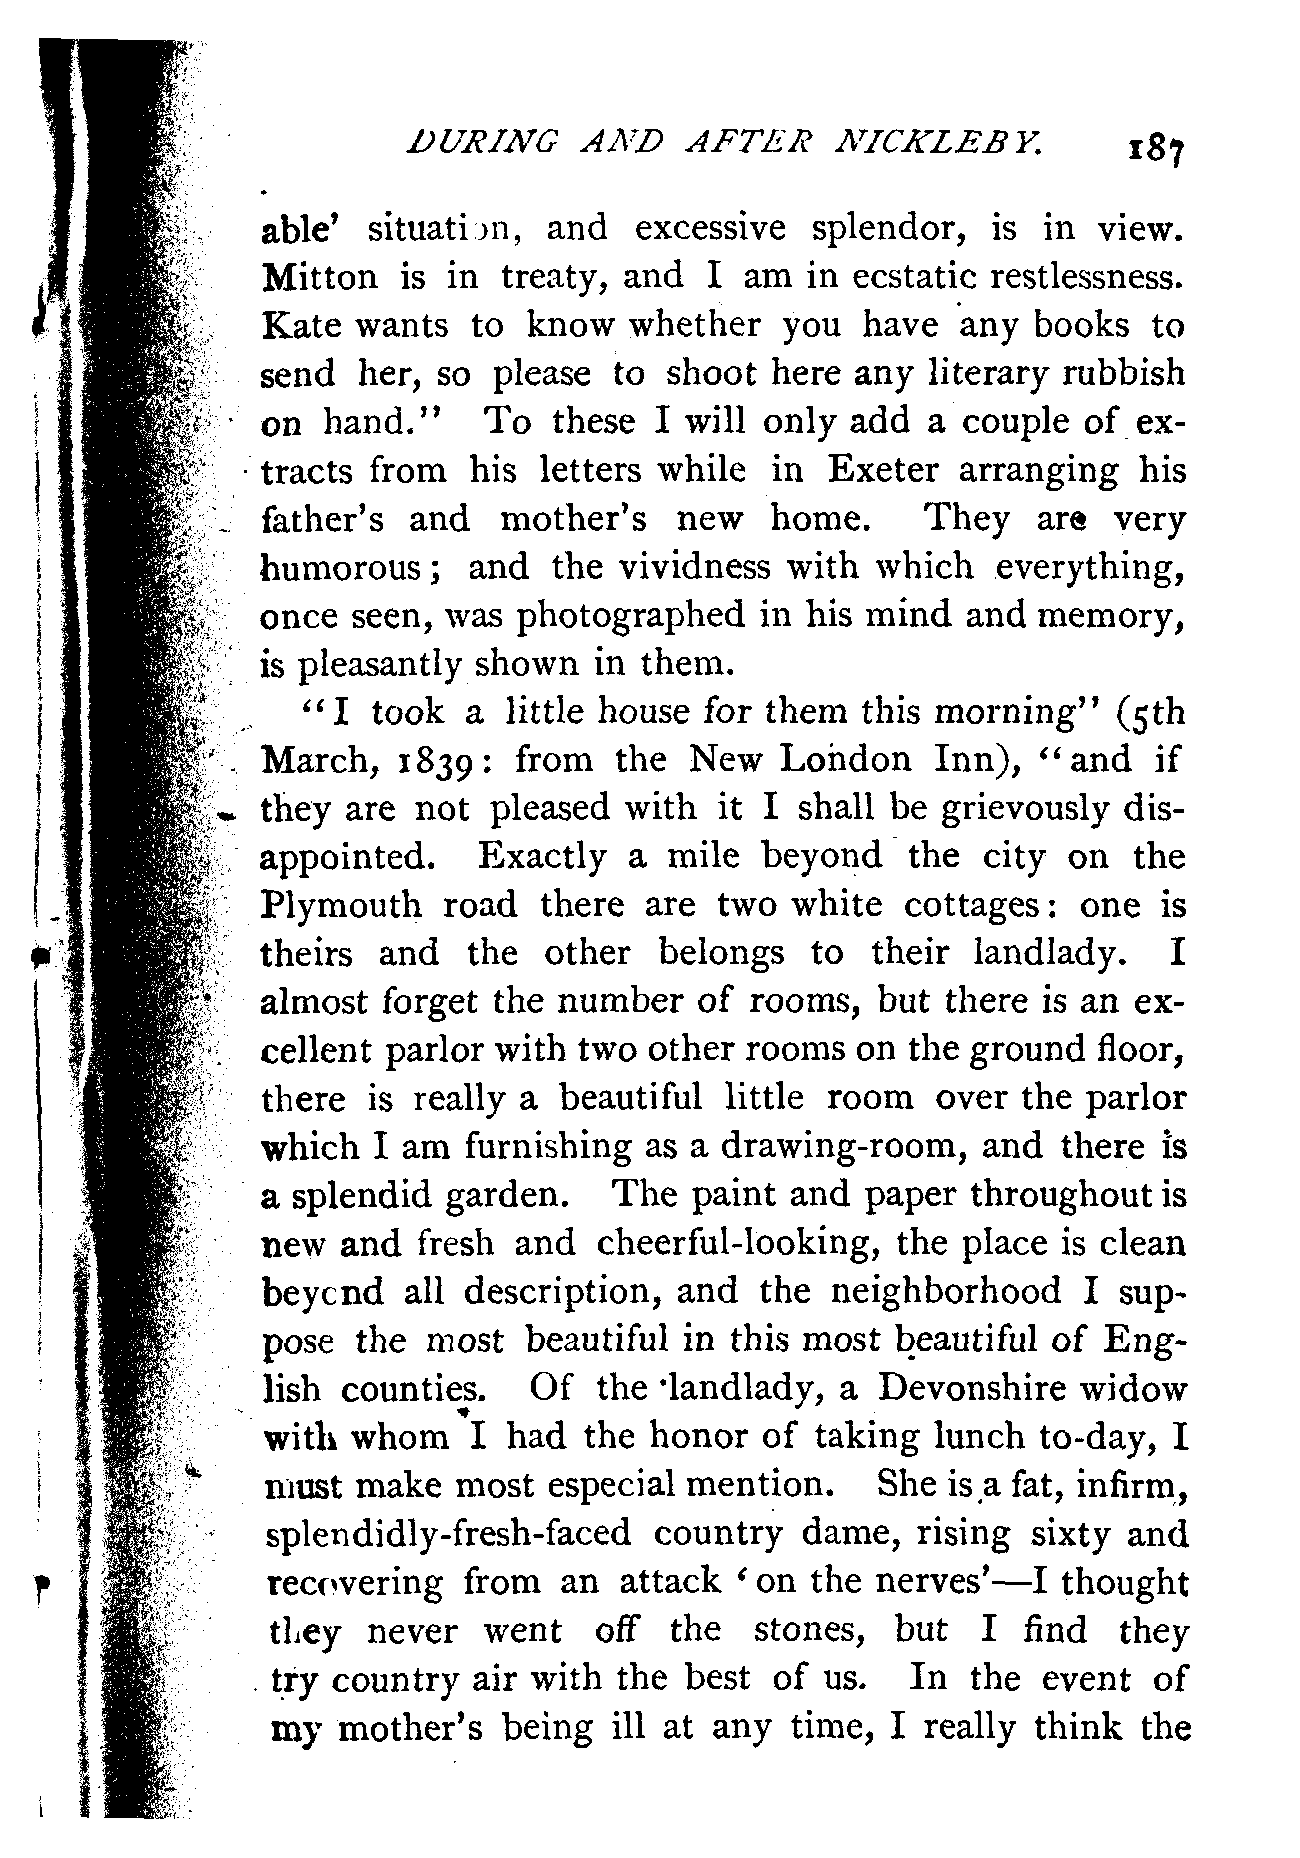 DURING AND AFTER NICKLEBY. 187
able' situation, and excessive splendor, is in view.
Mitton is in treaty, and I am in ecstatic restlessness.
Kate wants to know whether you have any books to
send her, so please to shoot here any literary rubbish
on hand." To these I will only add a couple of ex-
tracts from his letters while in Exeter arranging his
father's and mother's new home. They are very
humorous; and the vividness with which everything,
once seen, was photographed in his mind and memory,
is pleasantly shown in them.
"I took a little house for them this morning" (5th
March, 1839: from the New London Inn), "and if
they are not pleased with it I shall be grievously dis-
appointed. Exactly a mile beyond the city on the
Plymouth road there are two white cottages: one is
theirs and the other belongs to their landlady. I
almost forget the number of rooms, but there is an ex-
cellent parlor with two other rooms on the ground floor,
there is really a beautiful little room over the parlor
which I am furnishing as a drawing-room, and there is
a splendid garden. The paint and paper throughout is
new and fresh and cheerful-looking, the place is clean
beyond all description, and the neighborhood I sup-
pose the most beautiful in this most beautiful of Eng-
lish counties. Of the landlady, a Devonshire widow
with whom I had the honor of taking lunch to-day, I
must make most especial mention. She is a fat, infirm,
splendidly-fresh-faced country dame, rising sixty and
recovering from an attack 'on the nerves'—I thought
they never went off the stones, but I find they
try country air with the best of us. In the event of
my mother's being ill at any time, I really think the